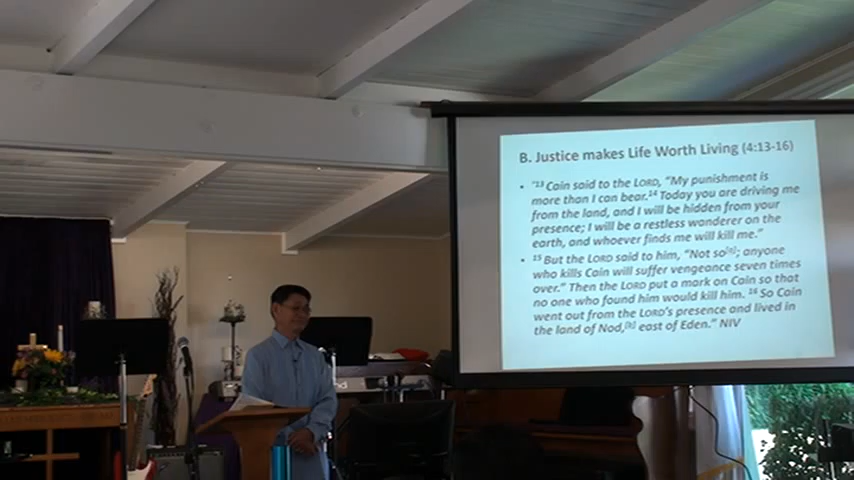 B. Justice makes Life Worth Living (4:13-16)
• "13 Cain said to the LORD, "My punishment is
more than I can bear. 14 Today you are driving me
from the land, and I will be hidden from your
presence; I will be a restless wanderer on the
earth, and whoever finds me will kill me."
• 15 But the LORD said to him, "Not so[e]; anyone
who kills Cain will suffer vengeance seven times
over." Then the LORD put a mark on Cain so that
no one who found him would kill him. 16 So Cain
went out from the LORD's presence and lived in
the land of Nod,[f] east of Eden." NIV